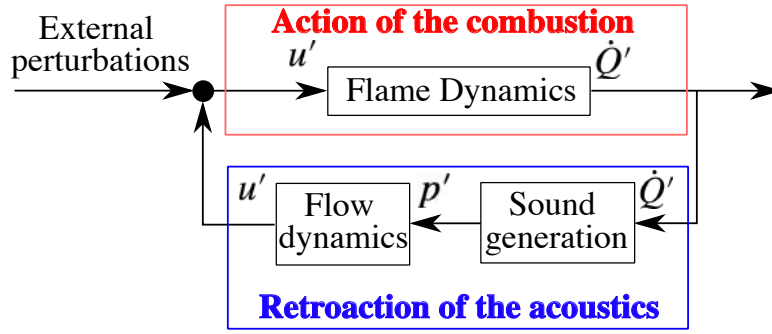 Action of the combustion
External
perturbations
u′
Q̇′
Flame Dynamics
u′
Flow
dynamics
p′
Sound
generation
Q̇′
Retroaction of the acoustics